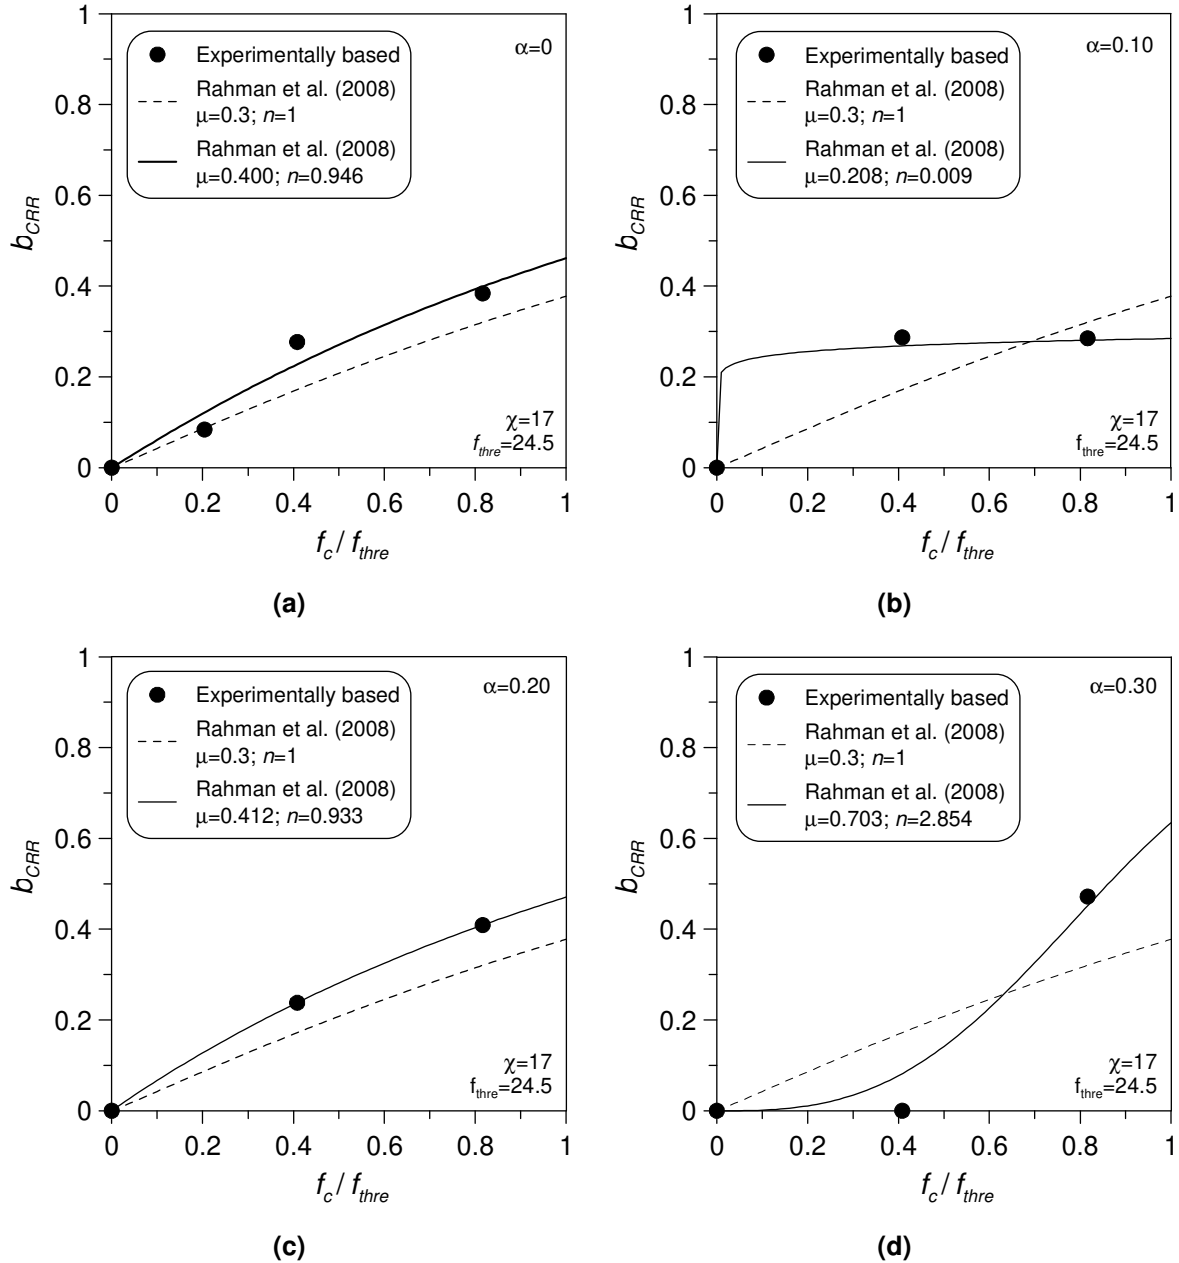 1
0.8
0.6
0.4
0.2
0
b_CRR
0 0.2 0.4 0.6 0.8 1
f_c / f_thre
Experimentally based
Rahman et al. (2008)
μ=0.3; n=1
Rahman et al. (2008)
μ=0.400; n=0.946
α=0
χ=17
f_thre=24.5
(a)
1
0.8
0.6
0.4
0.2
0
b_CRR
0 0.2 0.4 0.6 0.8 1
f_c / f_thre
Experimentally based
Rahman et al. (2008)
μ=0.3; n=1
Rahman et al. (2008)
μ=0.208; n=0.009
α=0.10
χ=17
f_thre=24.5
(b)
1
0.8
0.6
0.4
0.2
0
b_CRR
0 0.2 0.4 0.6 0.8 1
f_c / f_thre
Experimentally based
Rahman et al. (2008)
μ=0.3; n=1
Rahman et al. (2008)
μ=0.412; n=0.933
α=0.20
χ=17
f_thre=24.5
(c)
1
0.8
0.6
0.4
0.2
0
b_CRR
0 0.2 0.4 0.6 0.8 1
f_c / f_thre
Experimentally based
Rahman et al. (2008)
μ=0.3; n=1
Rahman et al. (2008)
μ=0.703; n=2.854
α=0.30
χ=17
f_thre=24.5
(d)